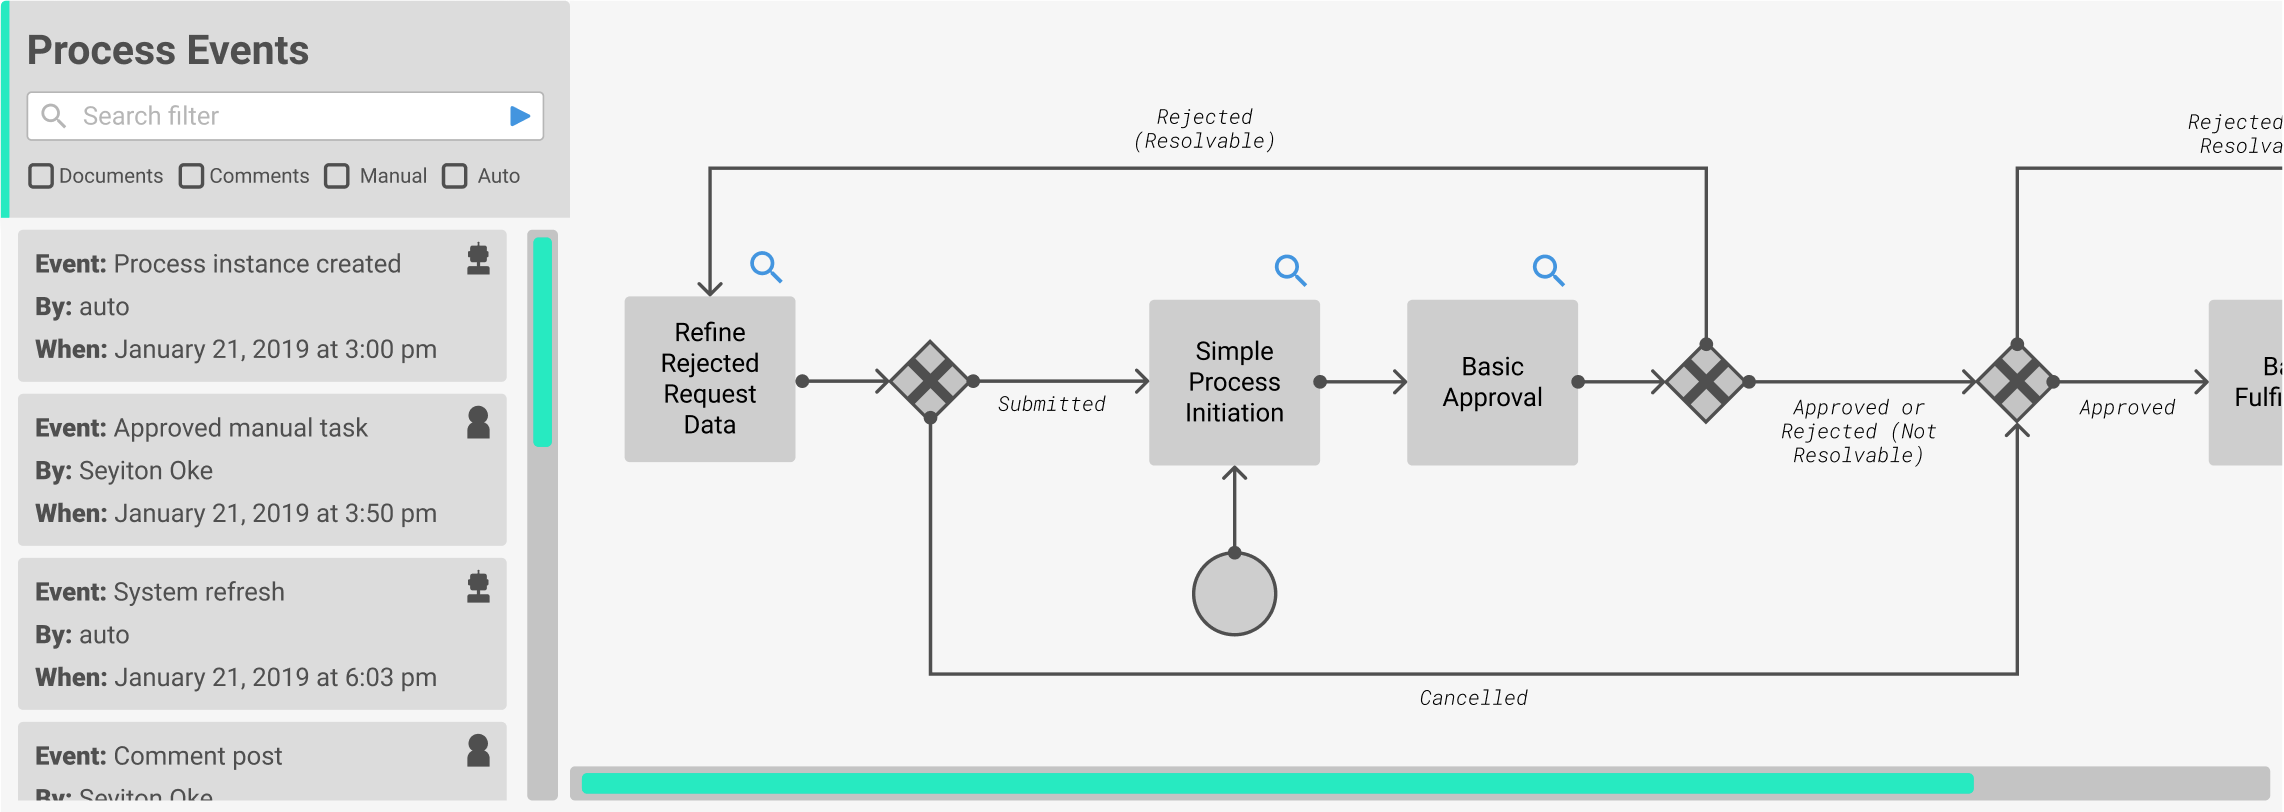 Process Events
Search filter
Documents Comments Manual Auto
Event: Process instance created
By: auto
When: January 21, 2019 at 3:00 pm
Event: Approved manual task
By: Seyiton Oke
When: January 21, 2019 at 3:50 pm
Event: System refresh
By: auto
When: January 21, 2019 at 6:03 pm
Event: Comment post
By: Seyiton Oke
Rejected
(Resolvable)
Rejected
Resolva
Refine
Rejected
Request
Data
Submitted
Simple
Process
Initiation
Basic
Approval
Approved or
Rejected (Not
Resolvable)
Approved
Ba
Fulfi
Cancelled